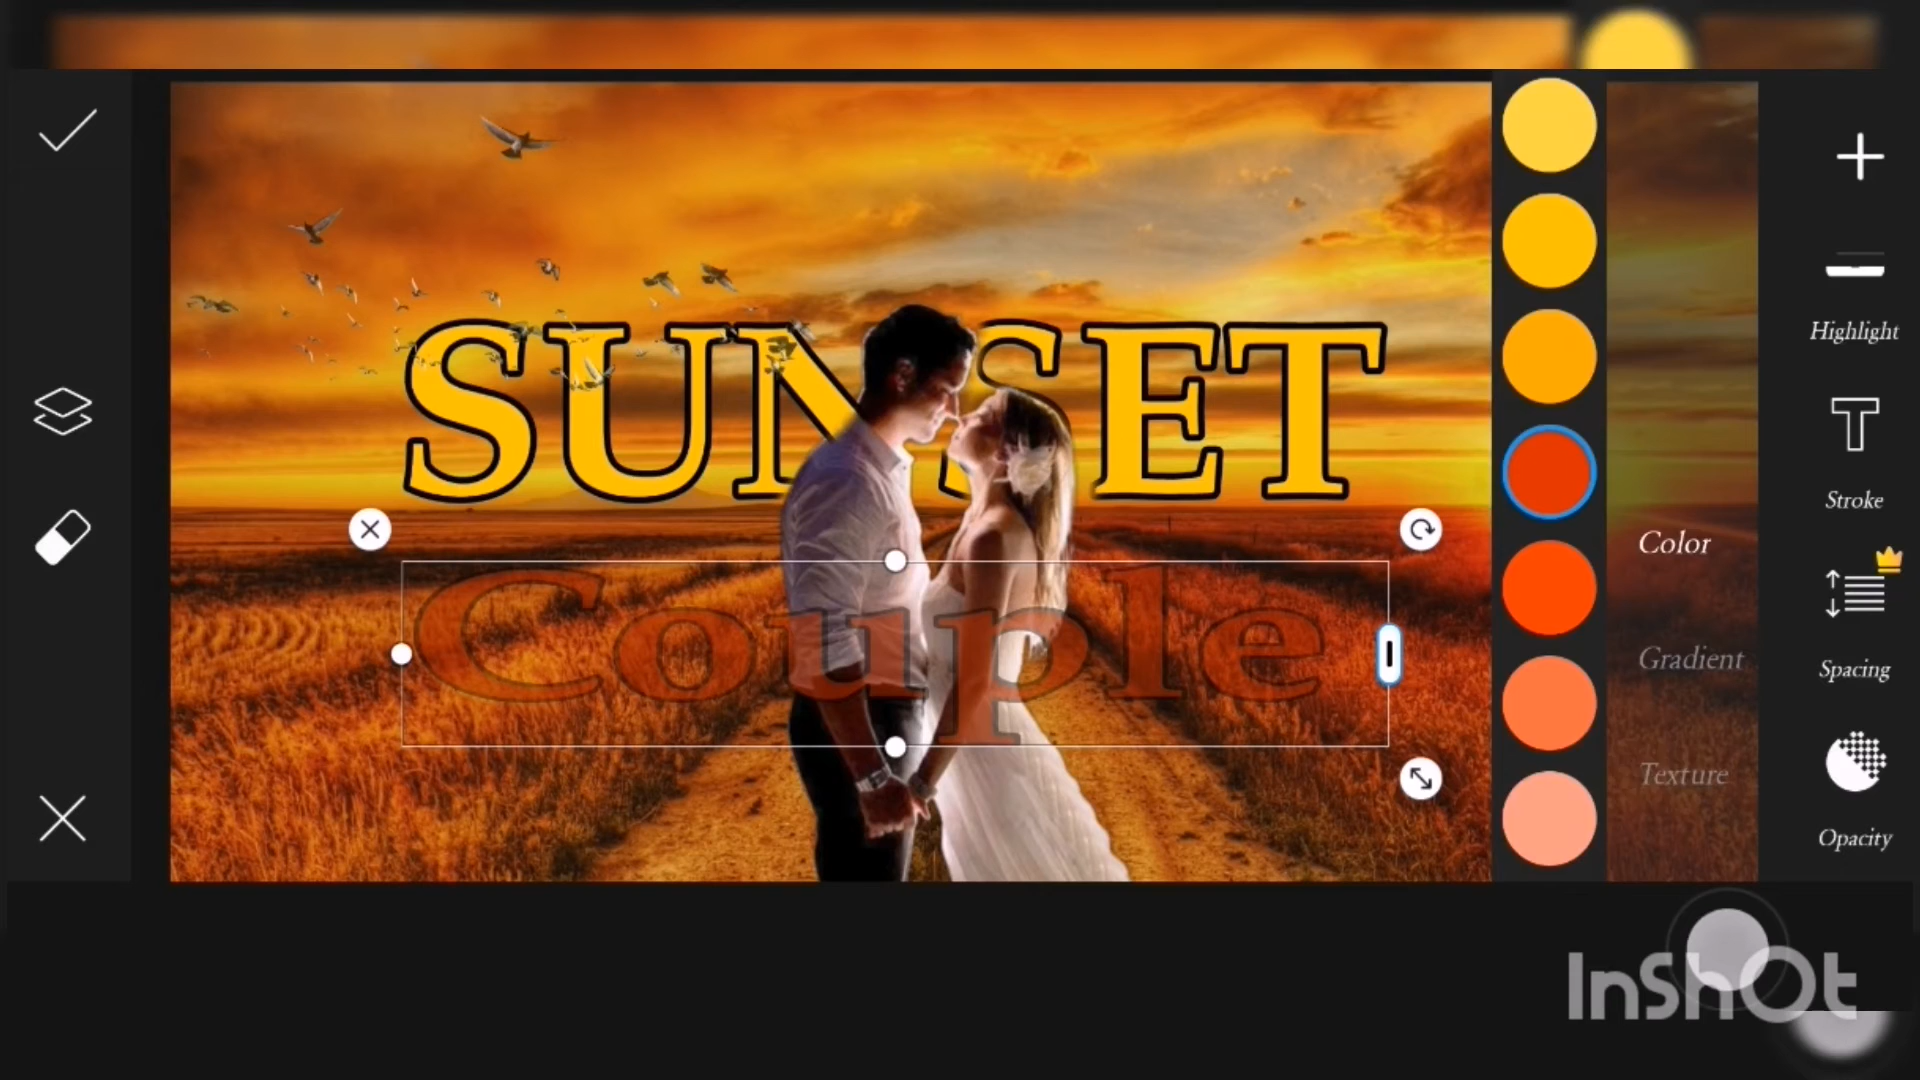 SUNSET
Couple
Highlight
Stroke
Color
Gradient
Spacing
Texture
Opacity
InShOt